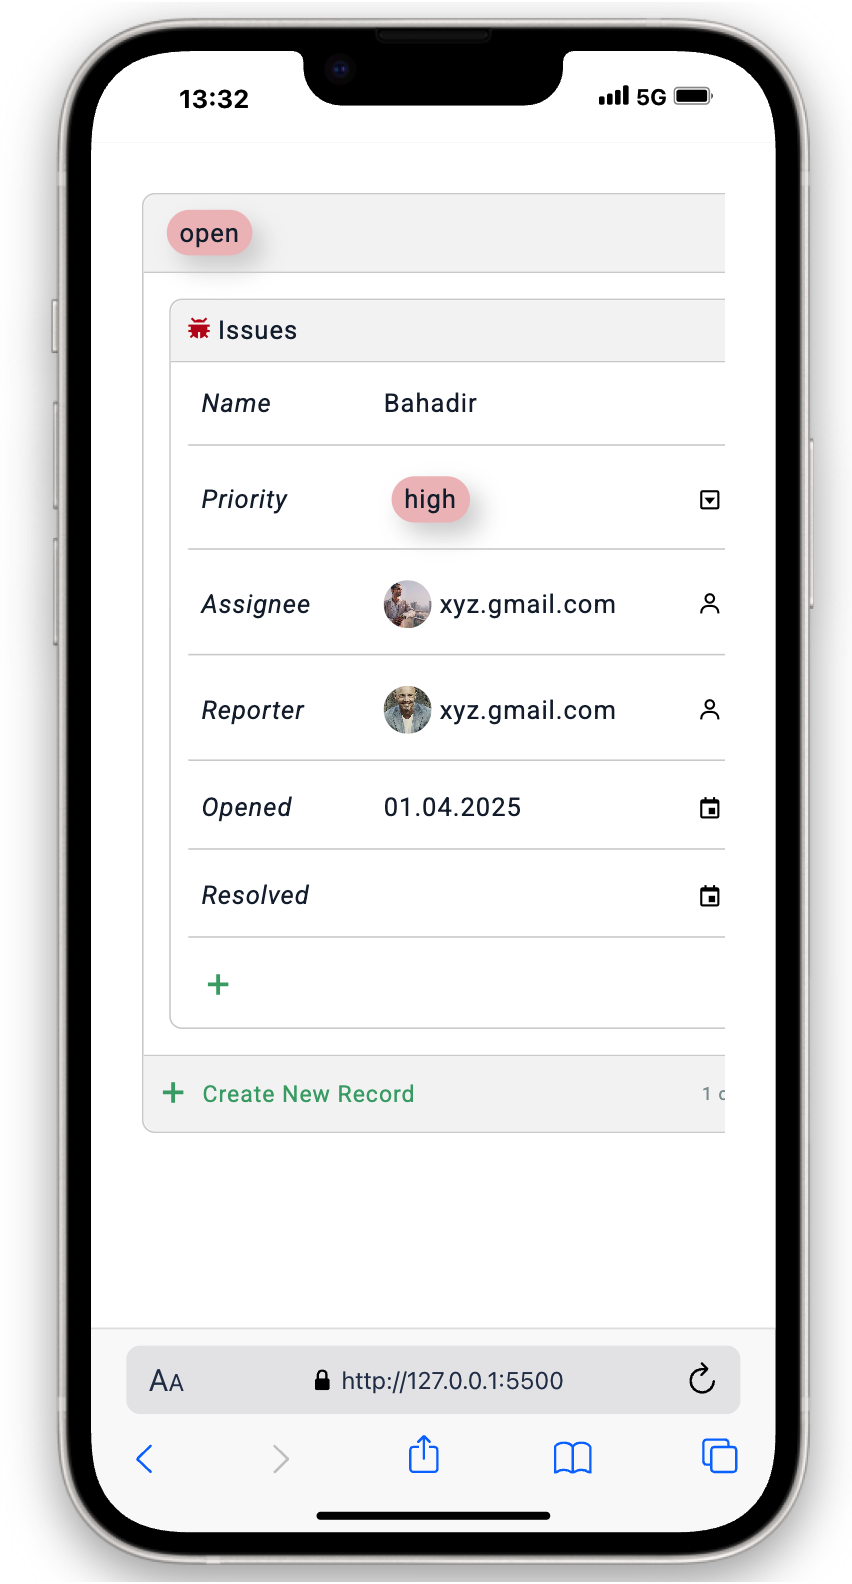 13:32 5G
open
Issues
Name Bahadir
Priority high
Assignee xyz.gmail.com
Reporter xyz.gmail.com
Opened 01.04.2025
Resolved
+
+ Create New Record 1
AA http://127.0.0.1:5500